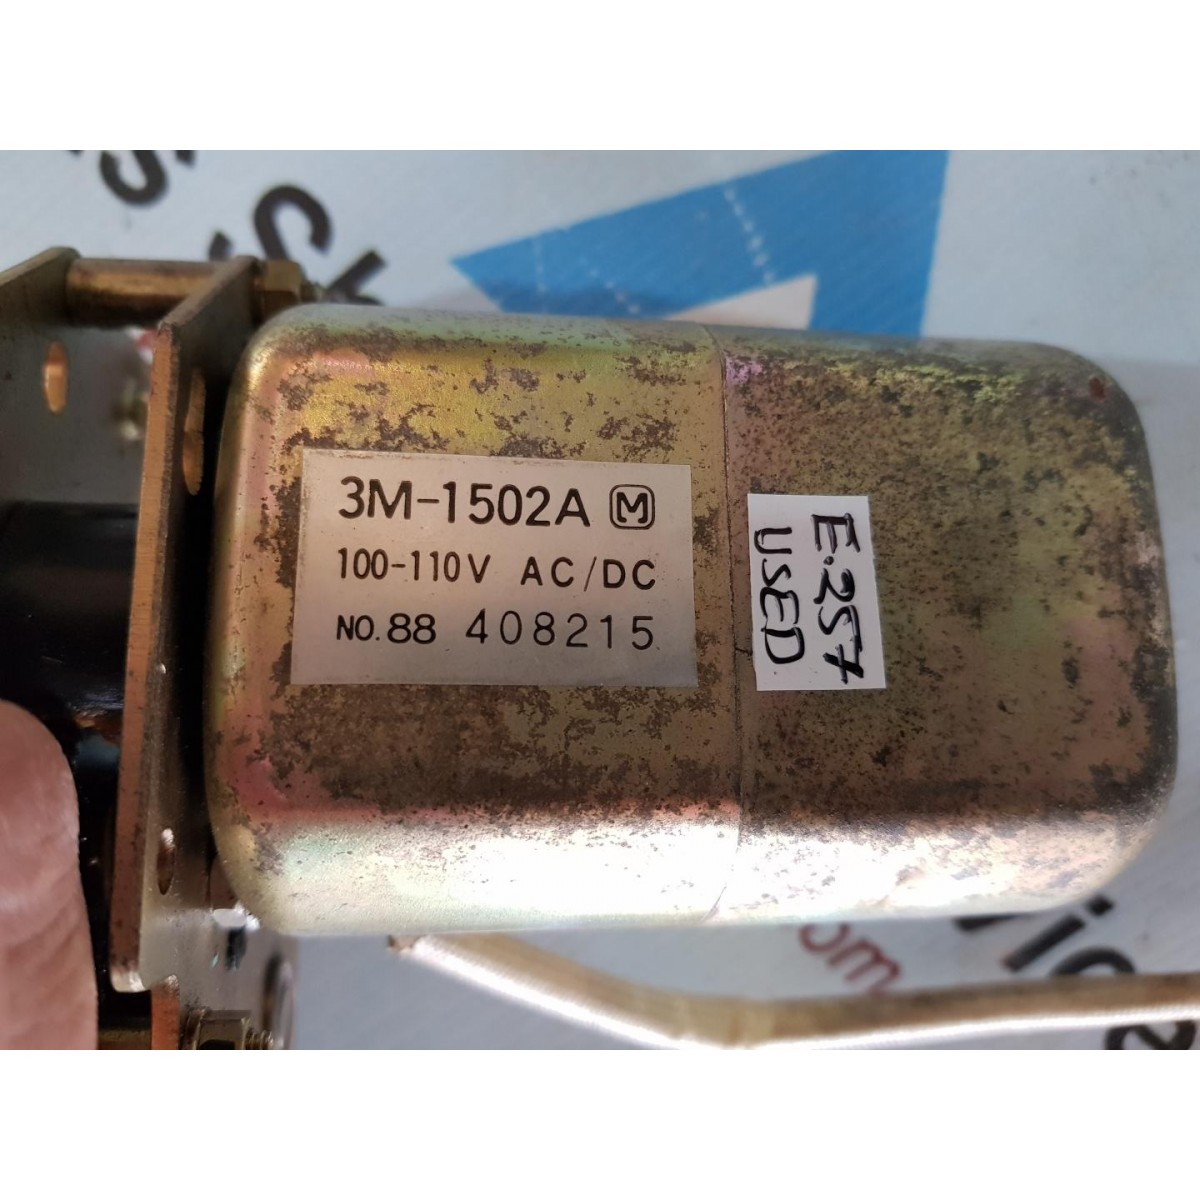 3M-1502A M
100-110V AC/DC
NO.88 408215
E.257
USED